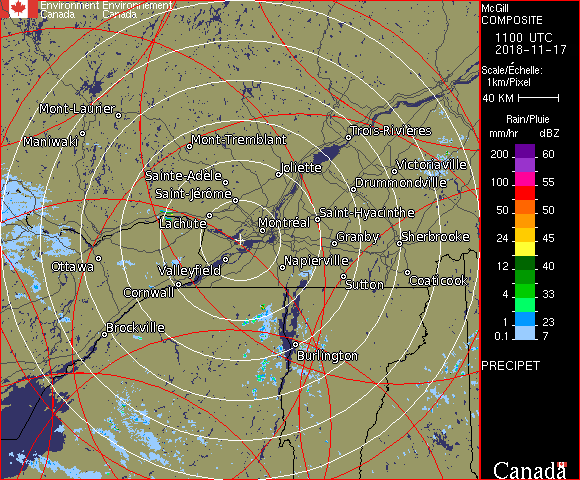 Environment Environnement
Canada Canada
McGill
COMPOSITE
1100 UTC
2018-11-17
Scale/Échelle:
1km/Pixel
40 KM
Rain/Pluie
mm/hr dBZ
200 60
100 55
50 50
24 45
12 40
4 33
1 23
0.1 7
PRECIPET
Canada
Mont-Laurier
Maniwaki
Mont-Tremblant
Trois-Rivières
Joliette
Victoriaville
Sainte-Adèle
Drummondville
Saint-Jérôme
Lachute
Saint-Hyacinthe
Montréal
Granby
Sherbrooke
Ottawa
Valleyfield
Napierville
Cornwall
Sutton
Coaticook
Brockville
Burlington